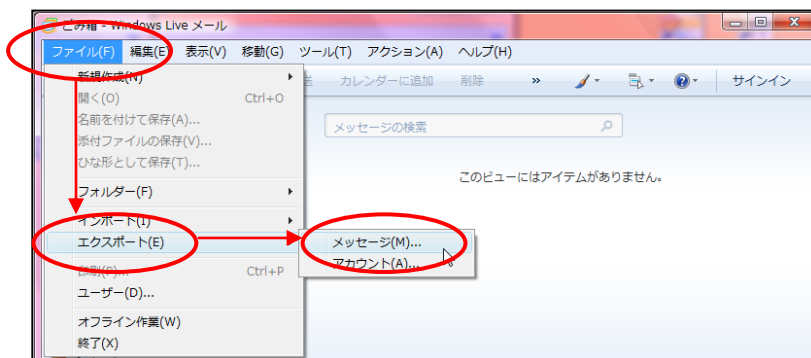 ごみ箱 - Windows Live メール
ファイル(F) 編集(E) 表示(V) 移動(G) ツール(T) アクション(A) ヘルプ(H)
新規作成(N) カレンダーに追加 削除 » サインイン
開く(O) Ctrl+O
名前を付けて保存(A)...
メッセージの検索
添付ファイルの保存(V)...
ひな形として保存(T)...
このビューにはアイテムがありません。
フォルダー(F)
インポート(I)
エクスポート(E) メッセージ(M)...
アカウント(A)...
印刷(P)... Ctrl+P
ユーザー(D)...
オフライン作業(W)
終了(X)